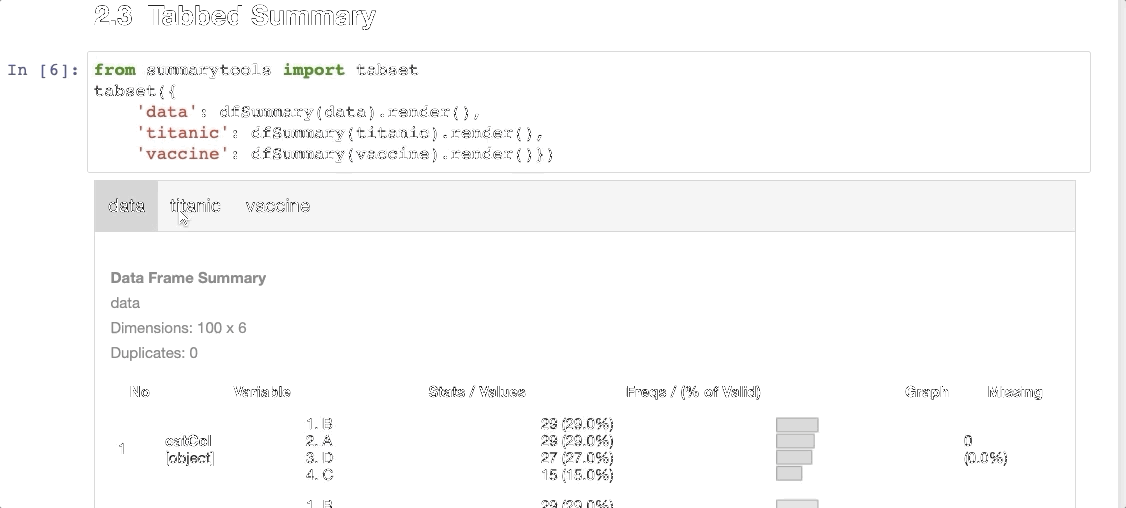 2.3 Tabbed Summary
In [6]: from summarytools import tabset
tabset({
'data': dfSummary(data).render(),
'titanic': dfSummary(titanic).render(),
'vaccine': dfSummary(vaccine).render()})
data titanic vaccine
Data Frame Summary
data
Dimensions: 100 x 6
Duplicates: 0
No Variable Stats / Values Freqs / (% of Valid) Graph Missing
1. B 29 (29.0%)
1 catCol 2. A 29 (29.0%) 0
[object] 3. D 27 (27.0%) (0.0%)
4. C 15 (15.0%)
1. B 29 (29.0%)